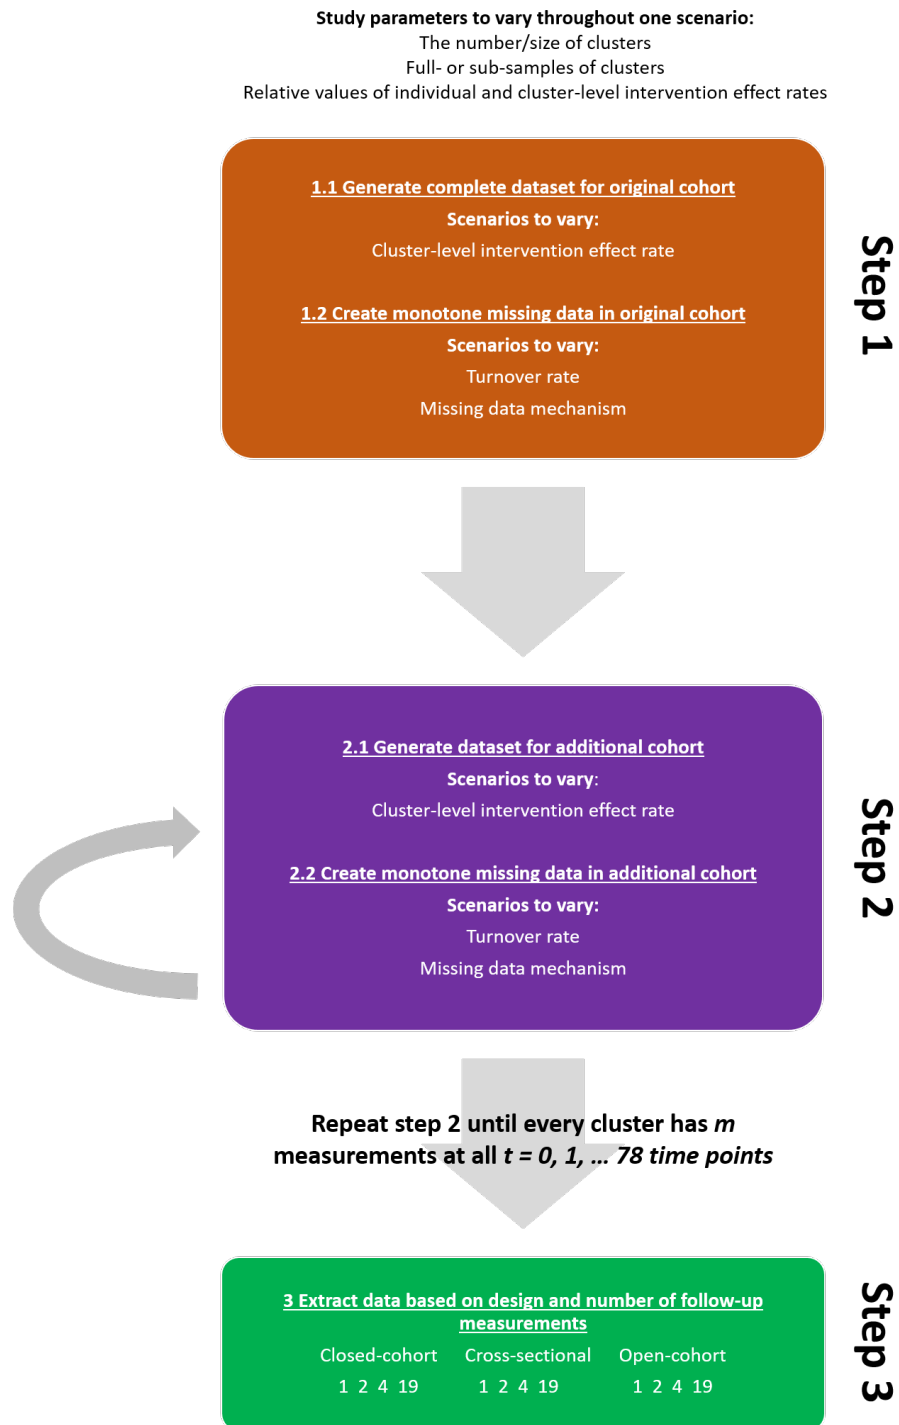 Study parameters to vary throughout one scenario:
The number/size of clusters
Full- or sub-samples of clusters
Relative values of individual and cluster-level intervention effect rates
1.1 Generate complete dataset for original cohort
Scenarios to vary:
Cluster-level intervention effect rate
1.2 Create monotone missing data in original cohort
Scenarios to vary:
Turnover rate
Missing data mechanism
Step 1
2.1 Generate dataset for additional cohort
Scenarios to vary:
Cluster-level intervention effect rate
2.2 Create monotone missing data in additional cohort
Scenarios to vary:
Turnover rate
Missing data mechanism
Step 2
Repeat step 2 until every cluster has m
measurements at all t = 0, 1, ... 78 time points
3 Extract data based on design and number of follow-up
measurements
Closed-cohort Cross-sectional Open-cohort
1 2 4 19 1 2 4 19 1 2 4 19
Step 3